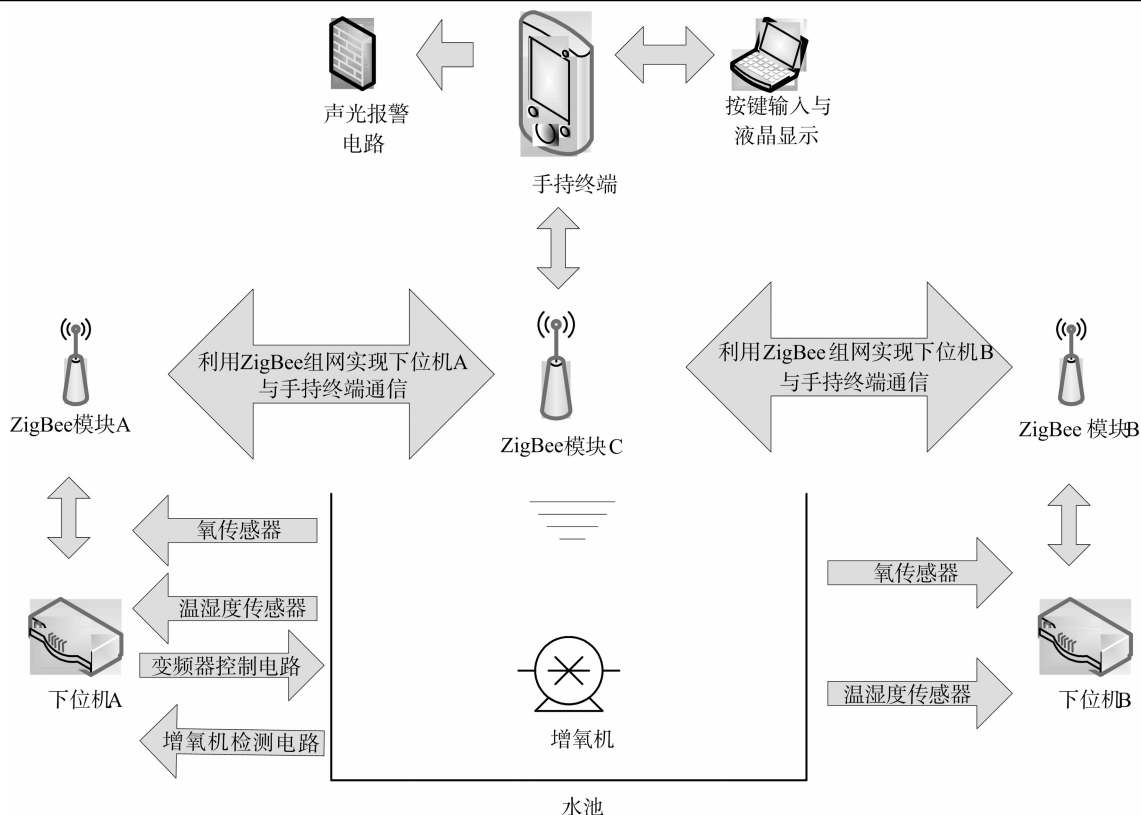 声光报警
电路
按键输入与
液晶显示
手持终端
利用ZigBee组网实现下位机A
与手持终端通信
利用ZigBee组网实现下位机B
与手持终端通信
ZigBee模块A
ZigBee模块C
ZigBee 模块B
氧传感器
温湿度传感器
变频器控制电路
增氧机检测电路
下位机A
增氧机
氧传感器
温湿度传感器
下位机B
水池